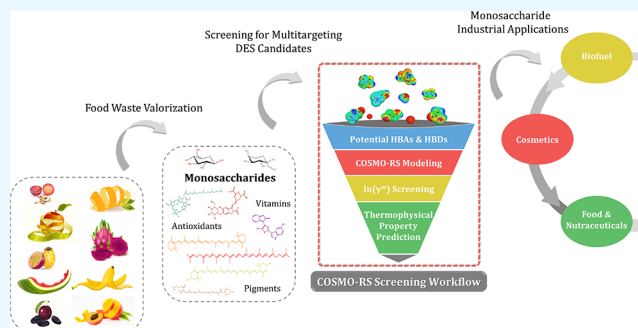 Food Waste Valorization
Screening for Multitargeting
DES Candidates
Monosaccharide
Industrial Applications
Monosaccharides
Vitamins
Antioxidants
Pigments
Potential HBAs & HBDs
COSMO-RS Modeling
ln(γ∞) Screening
Thermophysical
Property
Prediction
COSMO-RS Screening Workflow
Biofuel
Cosmetics
Food &
Nutraceuticals